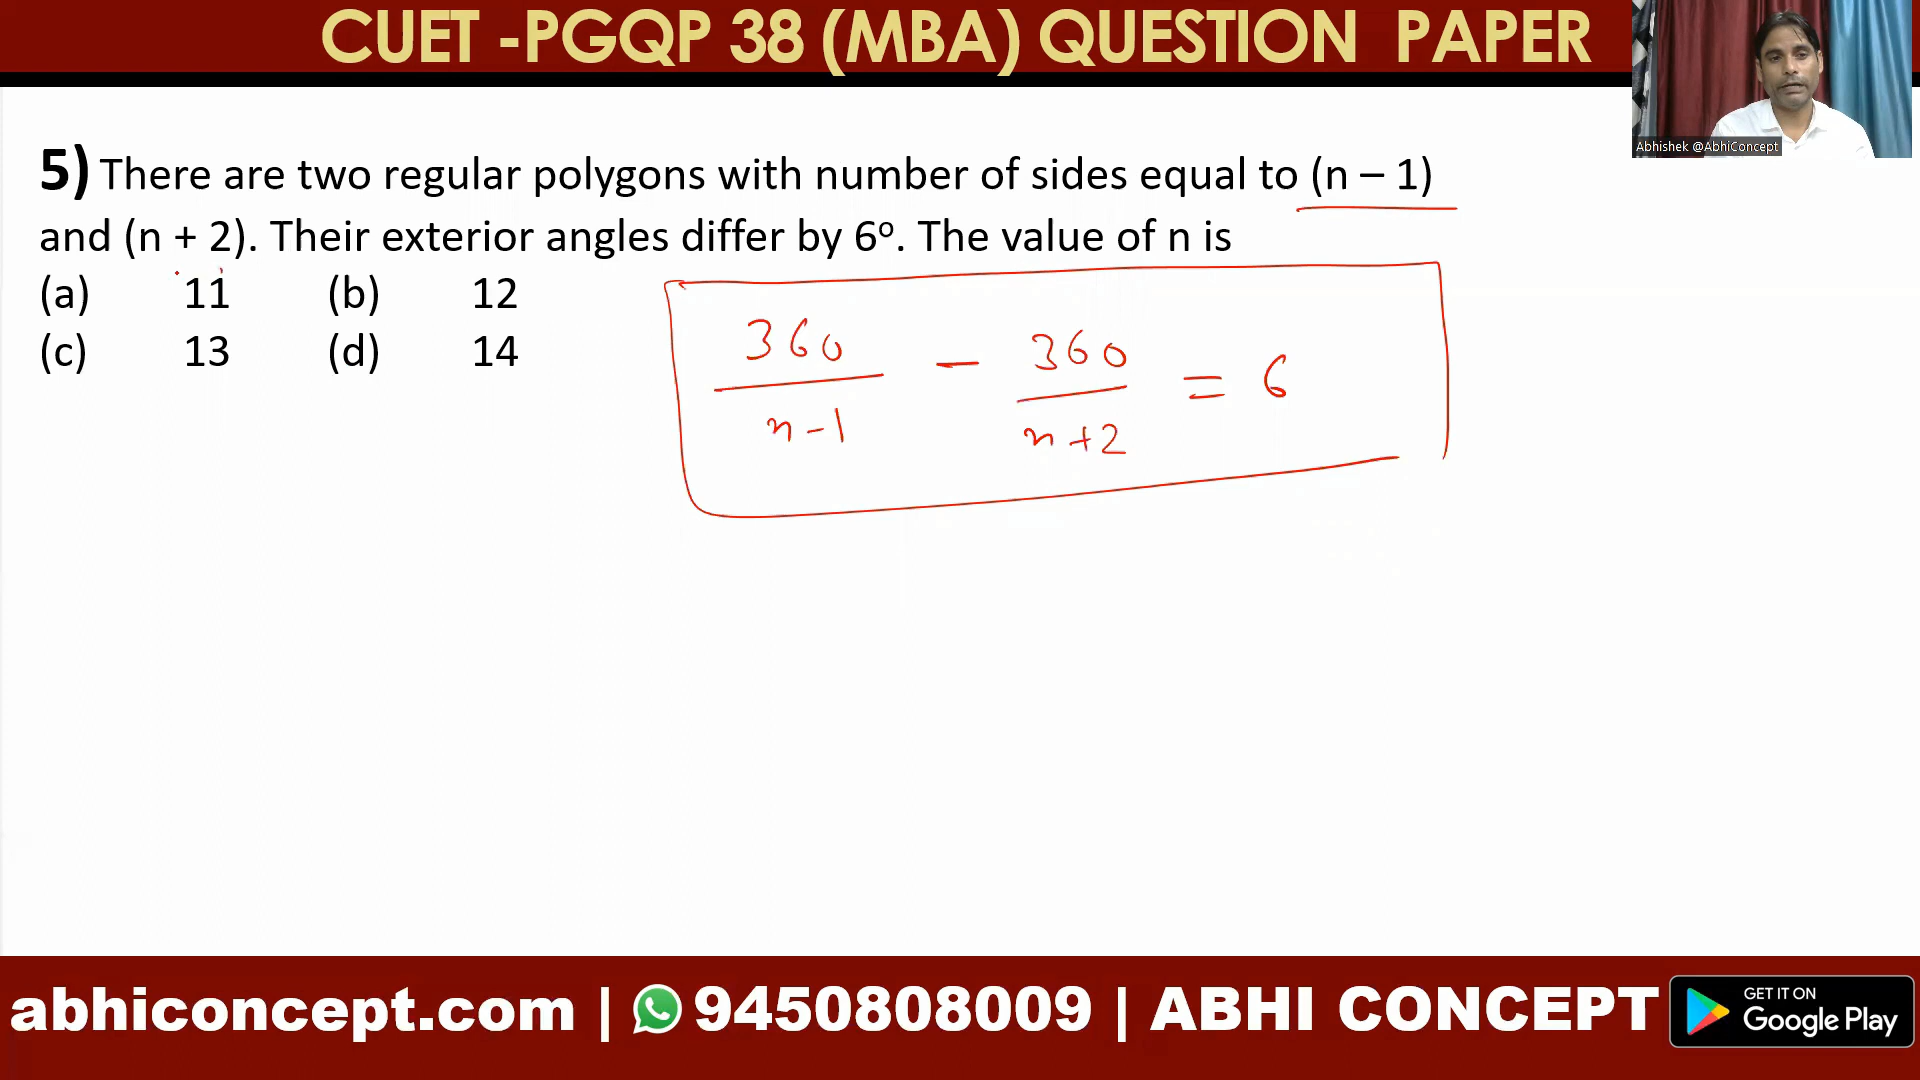 CUET -PGQP 38 (MBA) QUESTION PAPER
Abhishek @AbhiConcept
5) There are two regular polygons with number of sides equal to (n – 1)
and (n + 2). Their exterior angles differ by 6º. The value of n is
(a) 11 (b) 12
(c) 13 (d) 14
360/n-1 - 360/n+2 = 6
abhiconcept.com | 9450808009 | ABHI CONCEPT
GET IT ON
Google Play